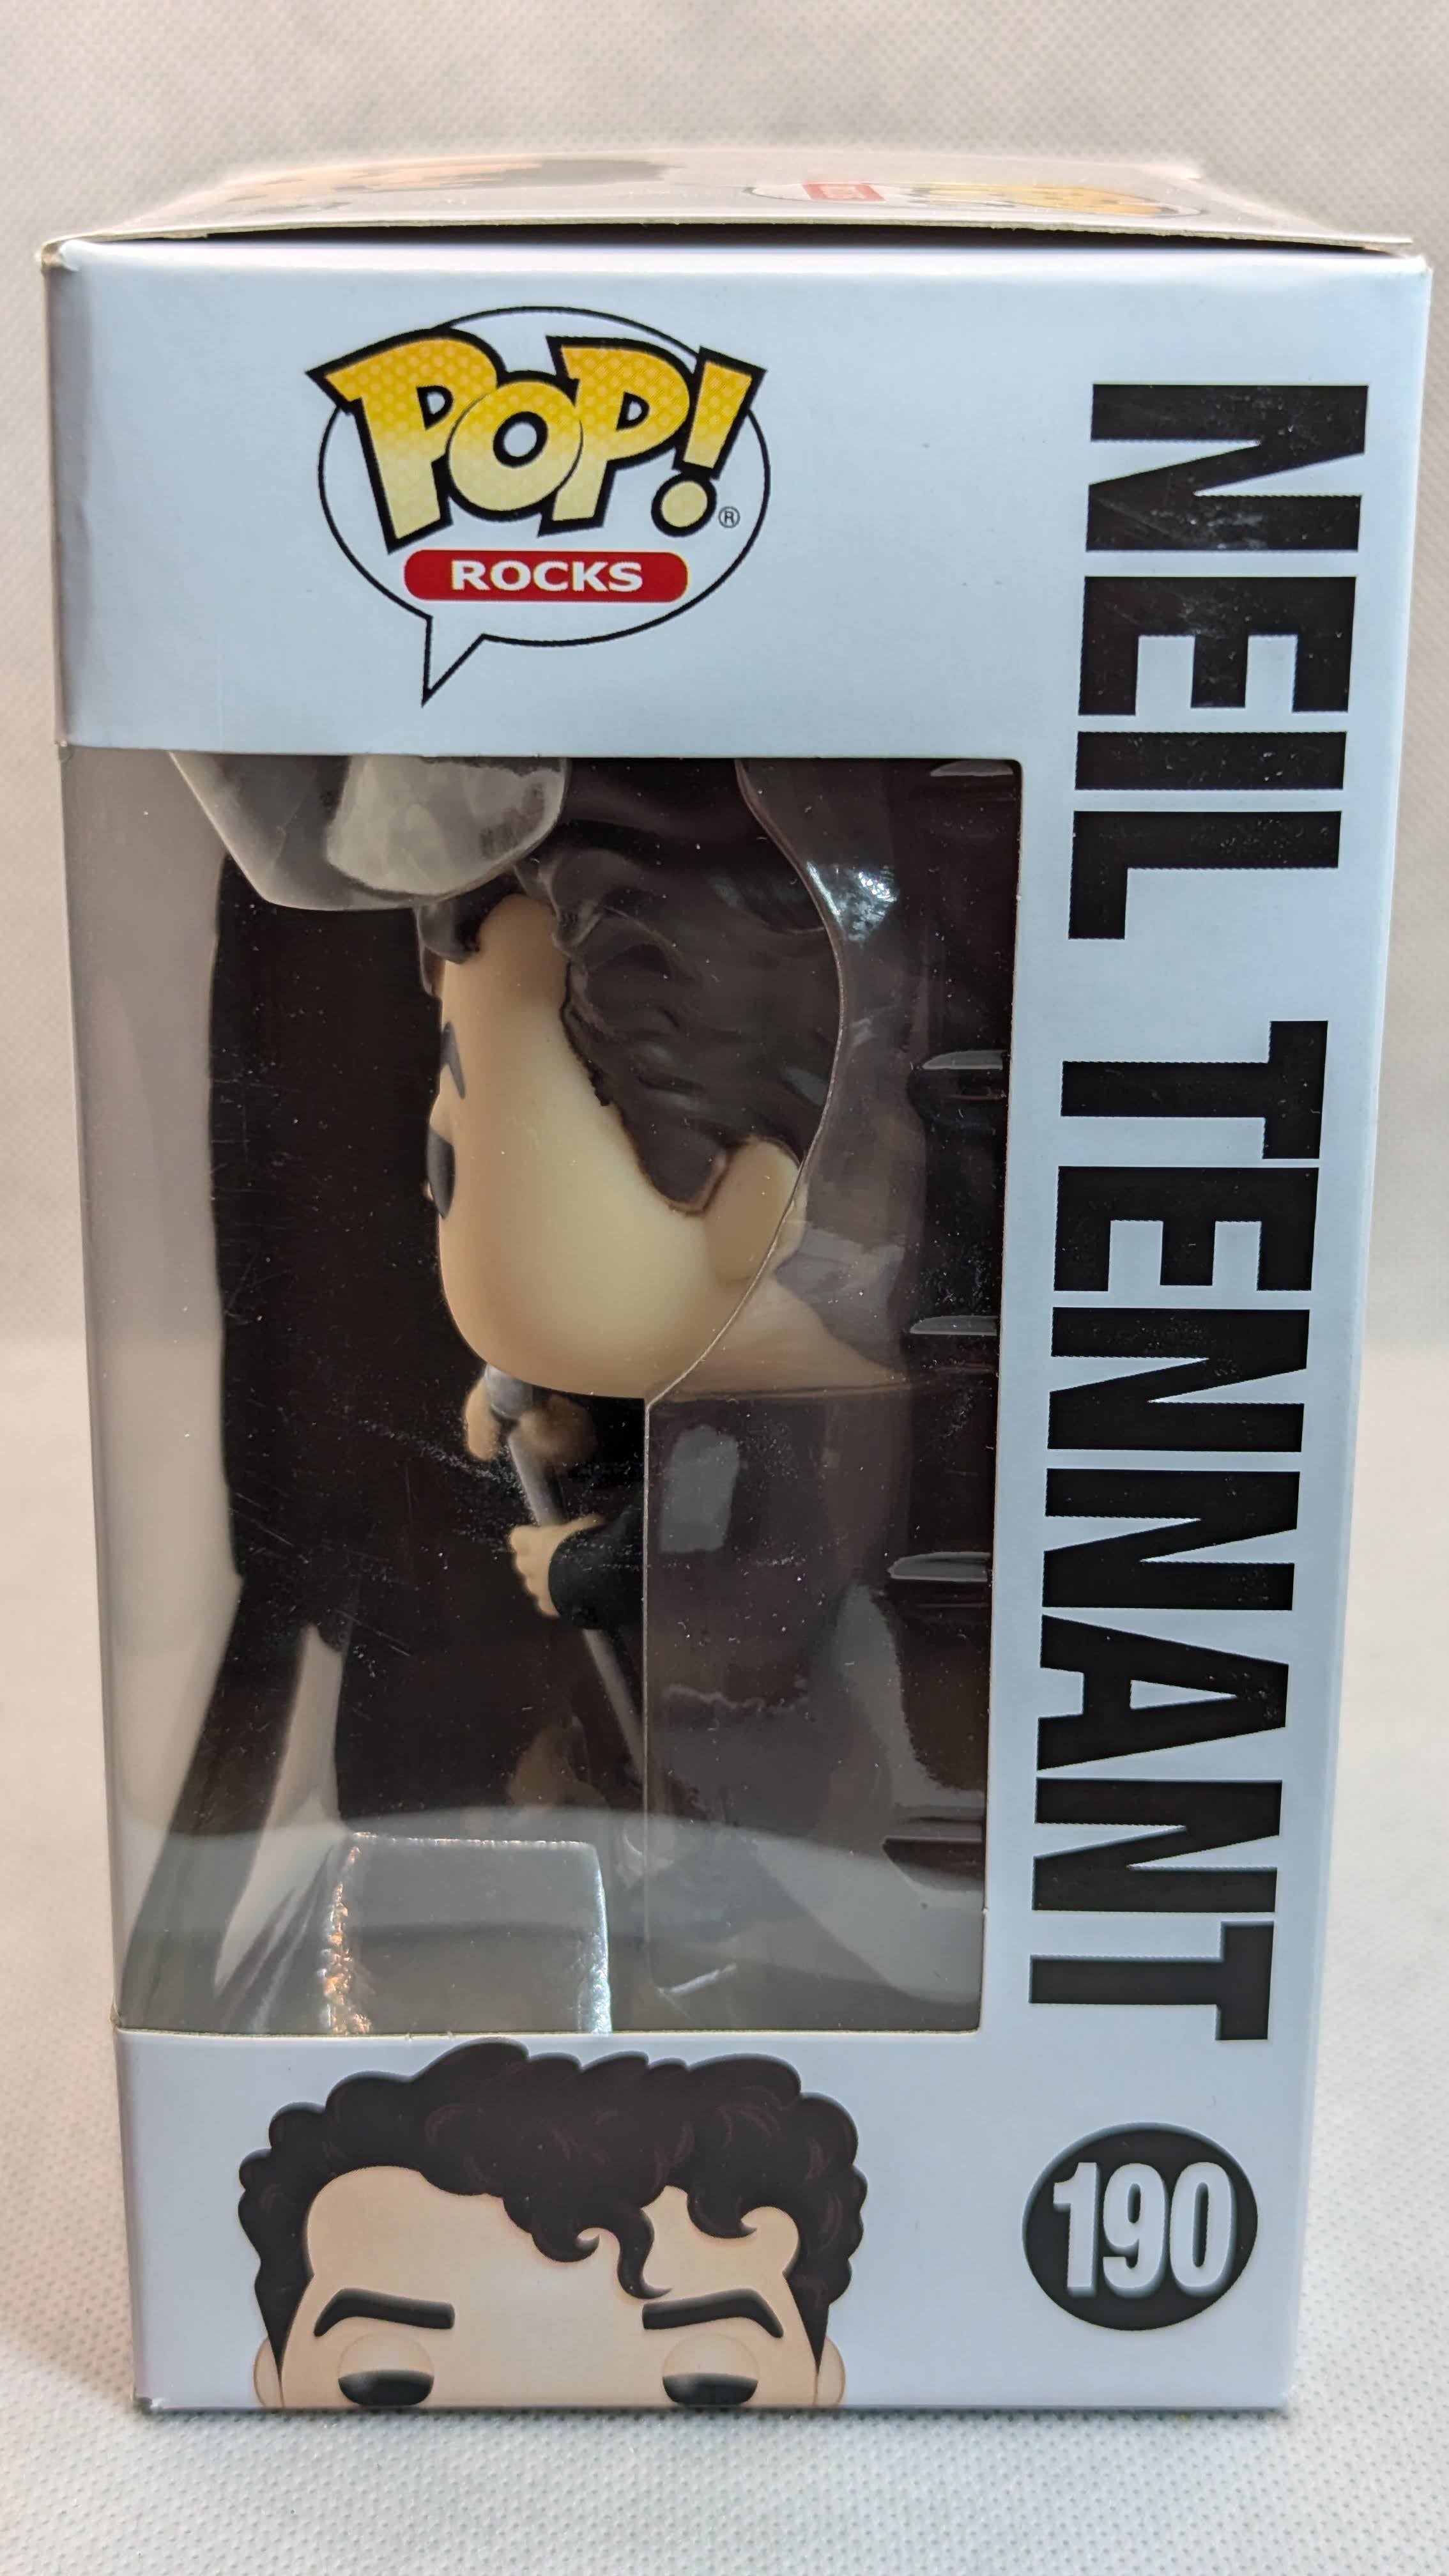 POP!®
ROCKS
NEIL TENNANT
190